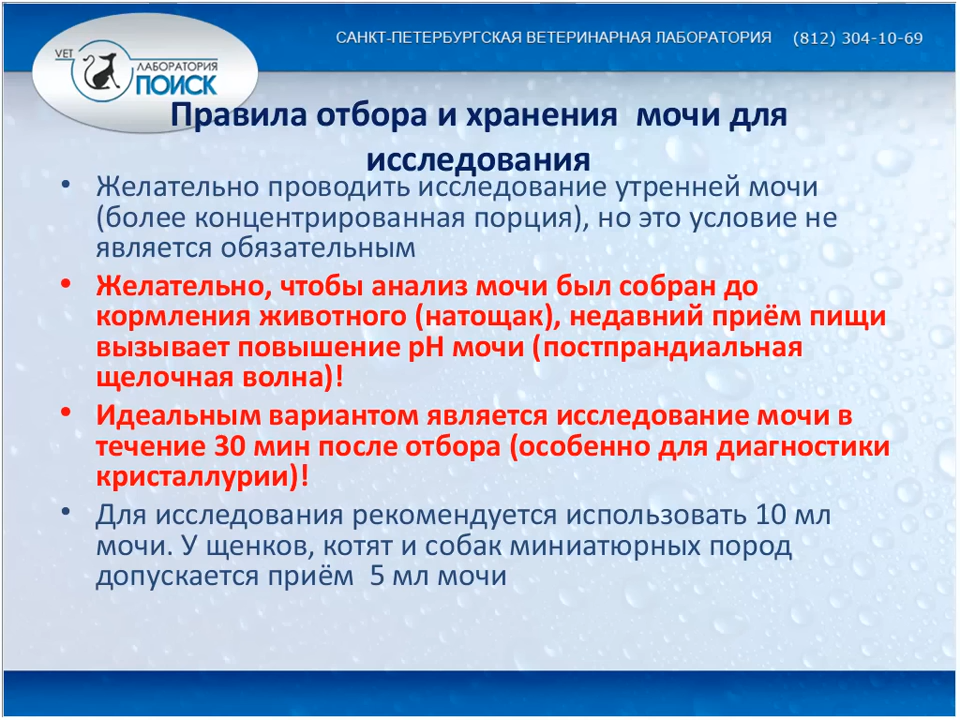 САНКТ-ПЕТЕРБУРГСКАЯ ВЕТЕРИНАРНАЯ ЛАБОРАТОРИЯ (812) 304-10-69
VET
ЛАБОРАТОРИЯ
ПОИСК
Правила отбора и хранения мочи для
исследования
• Желательно проводить исследование утренней мочи
(более концентрированная порция), но это условие не
является обязательным
• Желательно, чтобы анализ мочи был собран до
кормления животного (натощак), недавний приём пищи
вызывает повышение рН мочи (постпрандиальная
щелочная волна)!
• Идеальным вариантом является исследование мочи в
течение 30 мин после отбора (особенно для диагностики
кристаллурии)!
• Для исследования рекомендуется использовать 10 мл
мочи. У щенков, котят и собак миниатюрных пород
допускается приём 5 мл мочи